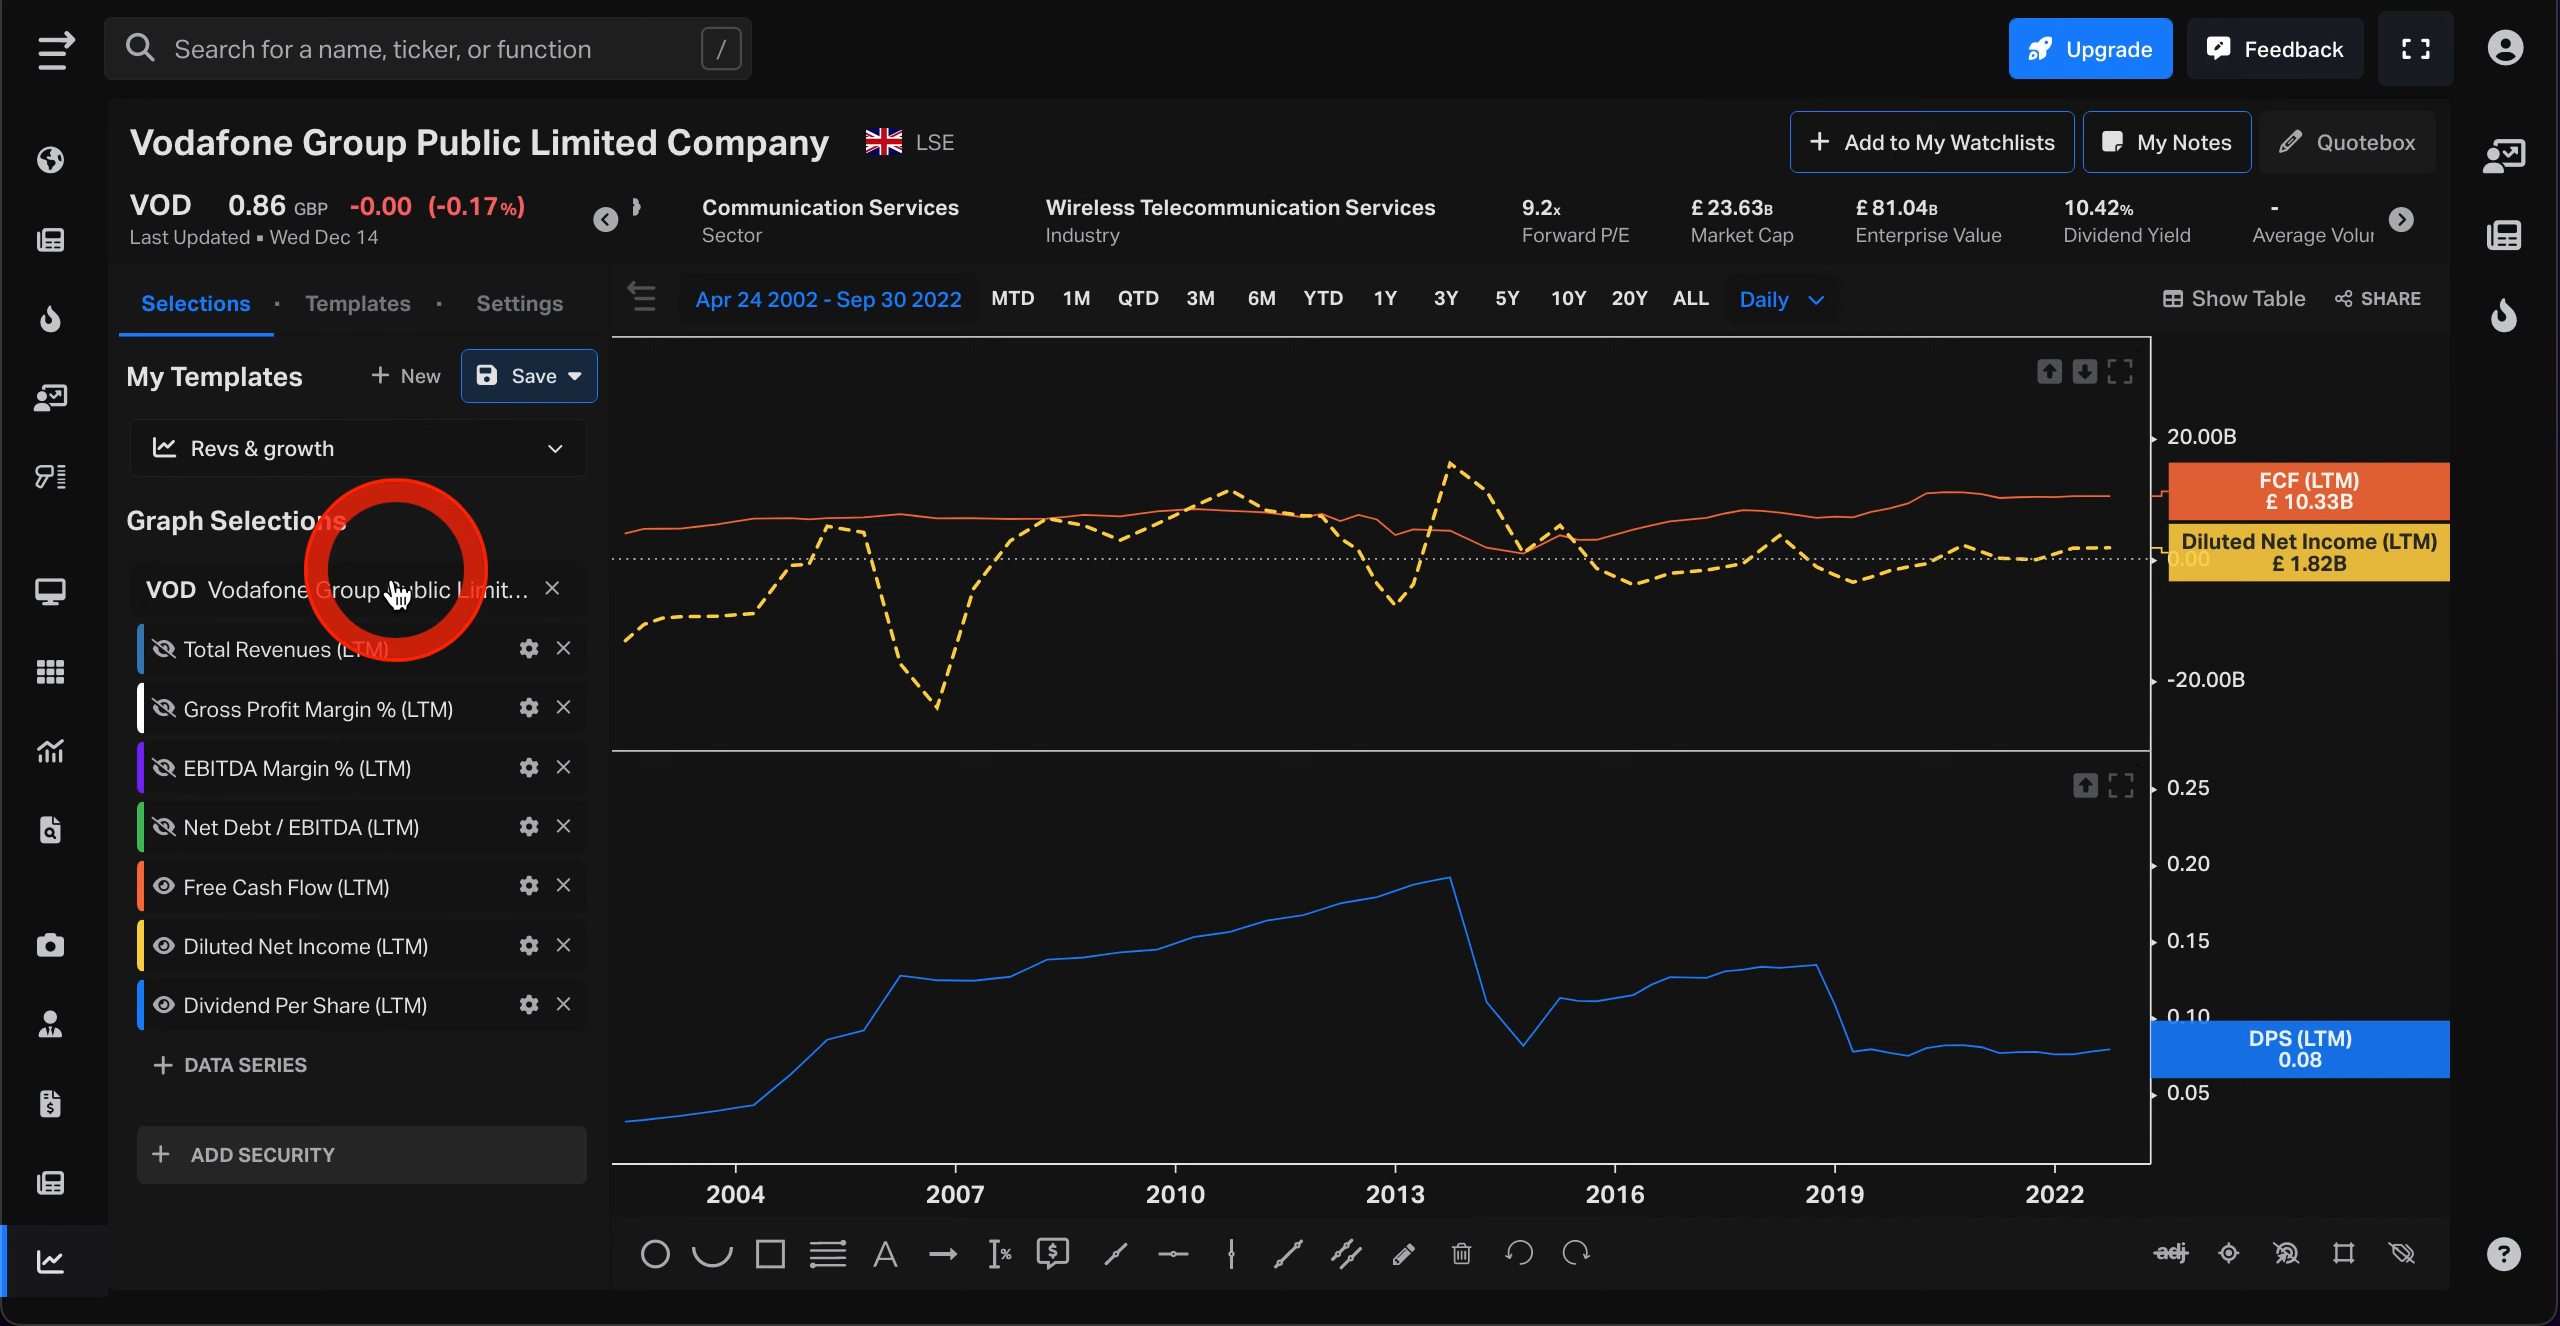 Search for a name, ticker, or function /
Upgrade
Feedback
Vodafone Group Public Limited Company LSE
+ Add to My Watchlists
My Notes
Quotebox
VOD 0.86 GBP -0.00 (-0.17%)
Last Updated ▪ Wed Dec 14
Communication Services
Sector
Wireless Telecommunication Services
Industry
9.2x
Forward P/E
£ 23.63B
Market Cap
£ 81.04B
Enterprise Value
10.42%
Dividend Yield
-
Average Volu
Selections · Templates · Settings
Apr 24 2002 - Sep 30 2022 MTD 1M QTD 3M 6M YTD 1Y 3Y 5Y 10Y 20Y ALL Daily
Show Table SHARE
My Templates + New Save
Revs & growth
Graph Selections
VOD Vodafone Group Public Limit...
Total Revenues (LTM)
Gross Profit Margin % (LTM)
EBITDA Margin % (LTM)
Net Debt / EBITDA (LTM)
Free Cash Flow (LTM)
Diluted Net Income (LTM)
Dividend Per Share (LTM)
+ DATA SERIES
+ ADD SECURITY
20.00B
FCF (LTM)
£ 10.33B
Diluted Net Income (LTM)
£ 1.82B
0.00
-20.00B
0.25
0.20
0.15
0.10
DPS (LTM)
0.08
0.05
2004 2007 2010 2013 2016 2019 2022
A
%
$
adj
?